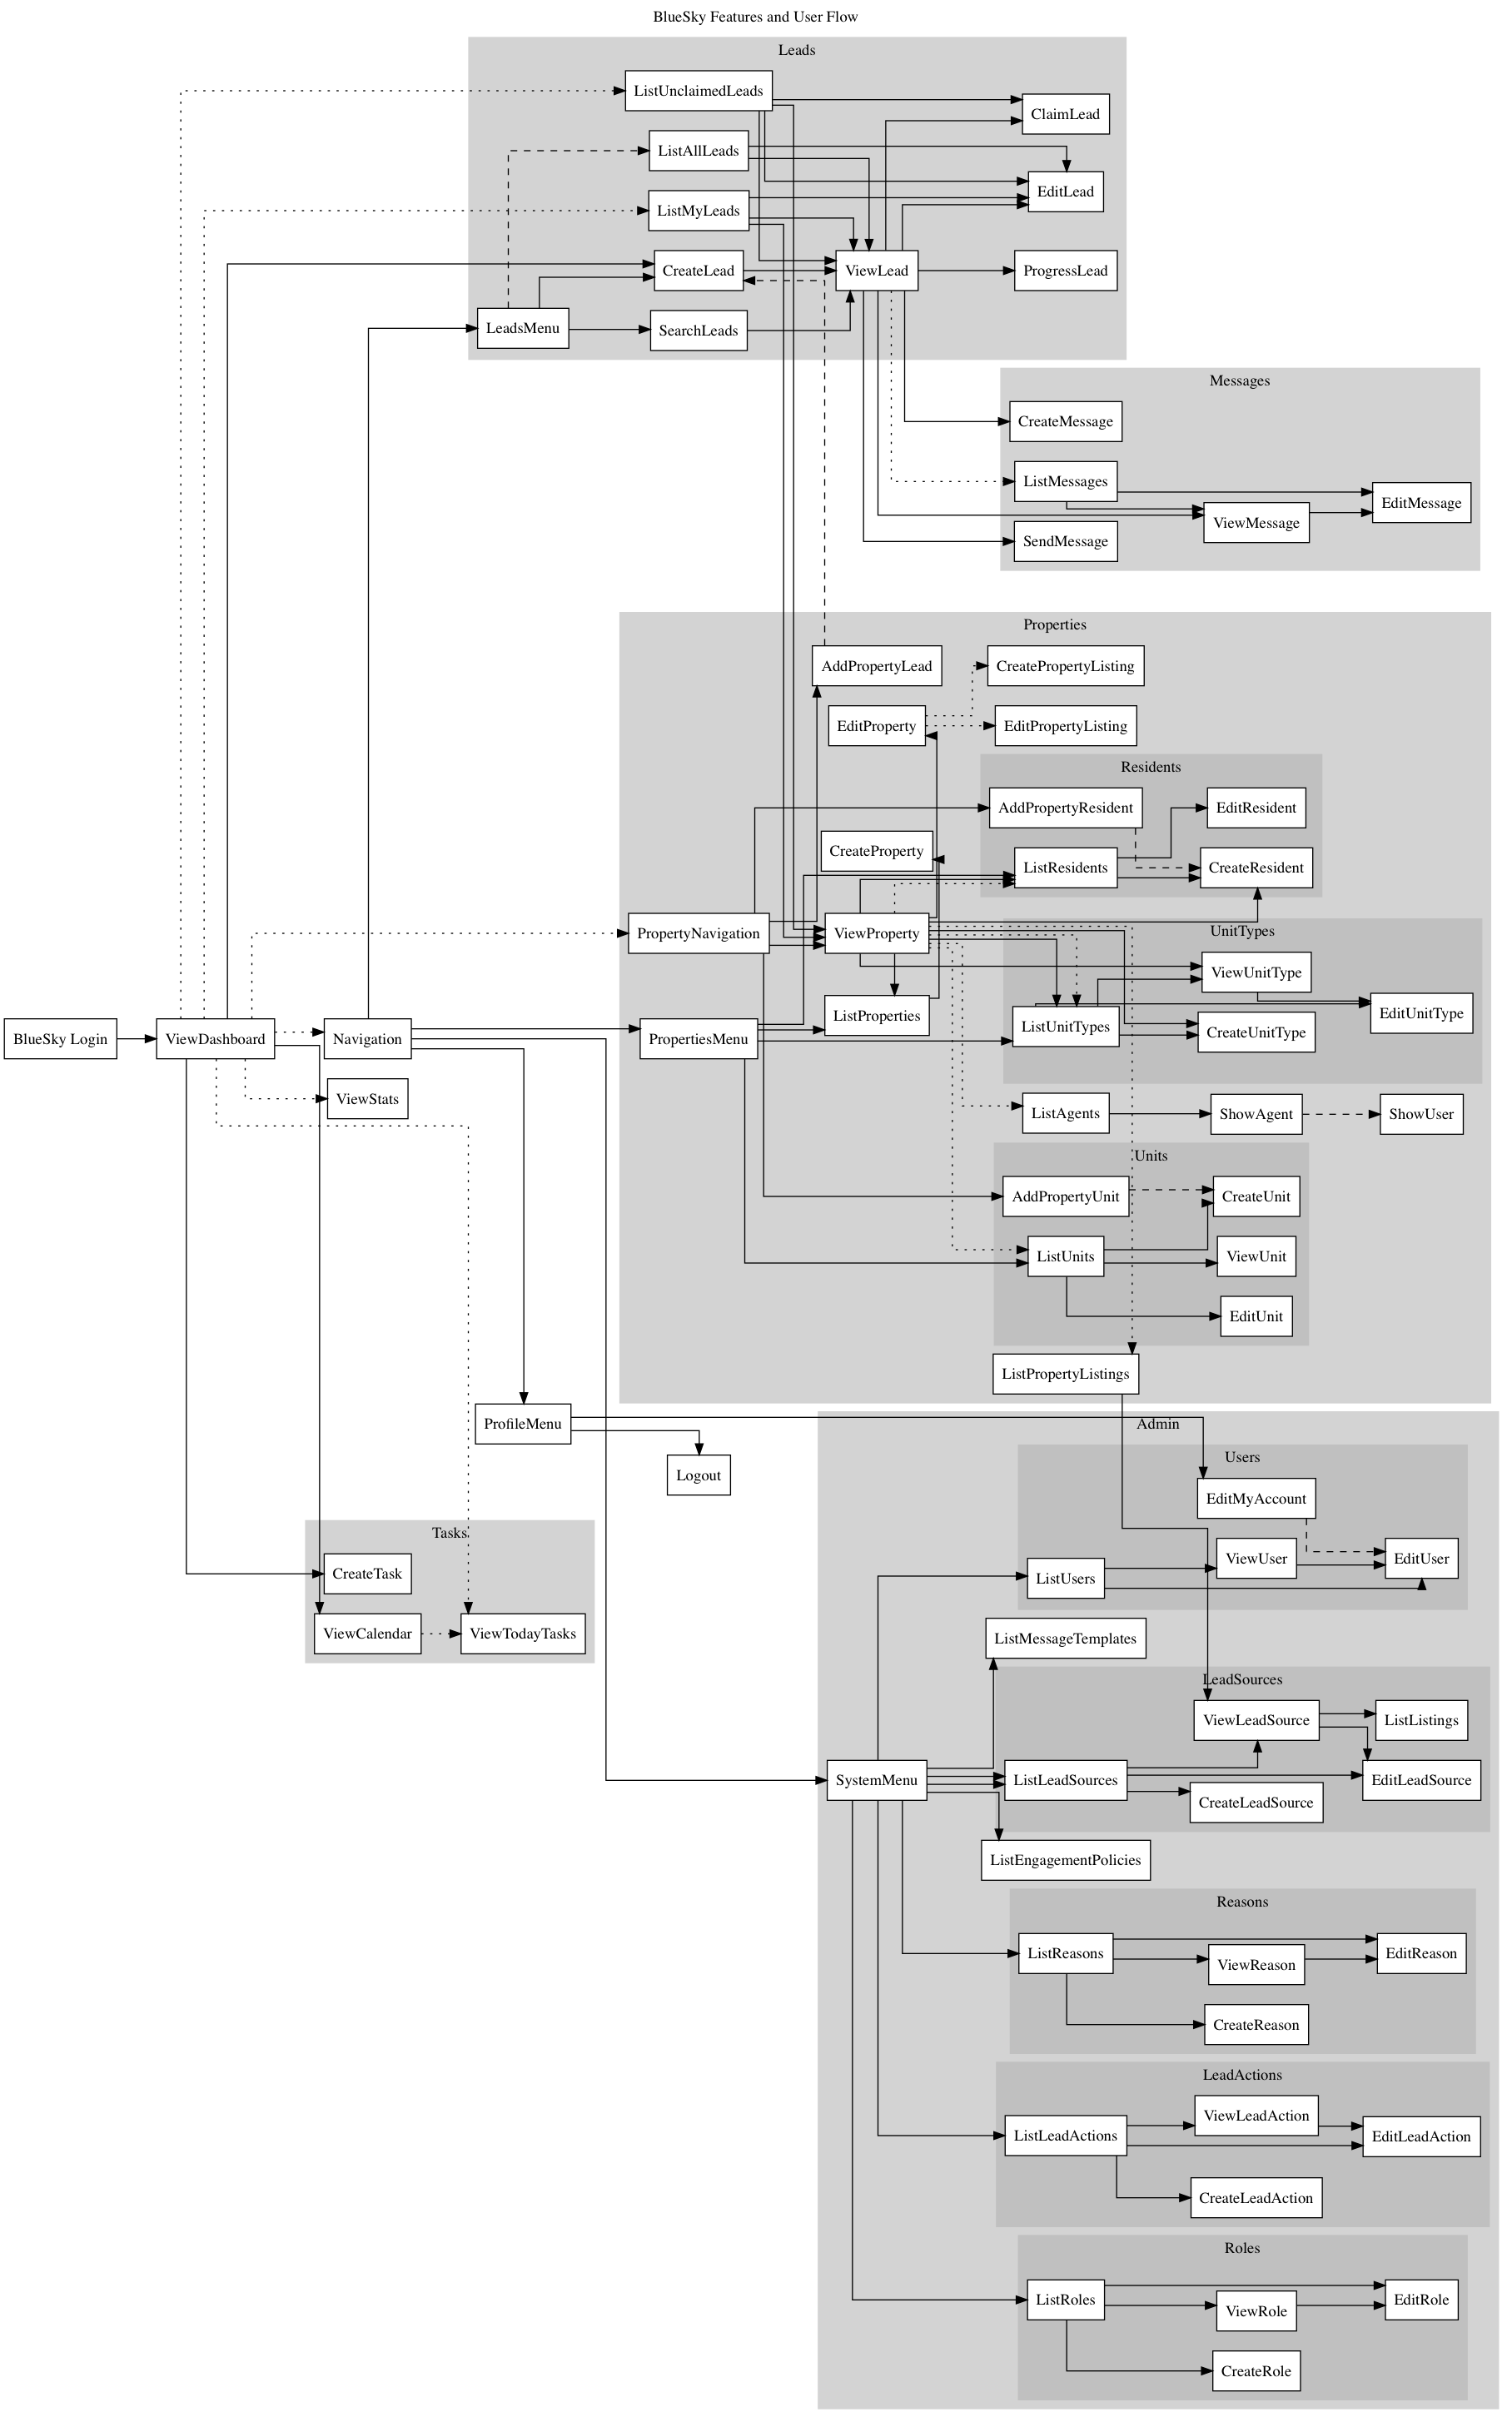 BlueSky Features and User Flow
Leads
ListUnclaimedLeads
ClaimLead
ListAllLeads
EditLead
ListMyLeads
CreateLead
ViewLead
ProgressLead
LeadsMenu
SearchLeads
Messages
CreateMessage
ListMessages
EditMessage
ViewMessage
SendMessage
Properties
AddPropertyLead
CreatePropertyListing
EditProperty
EditPropertyListing
Residents
AddPropertyResident
EditResident
CreateProperty
ListResidents
CreateResident
PropertyNavigation
ViewProperty
UnitTypes
ViewUnitType
ListProperties
EditUnitType
ListUnitTypes
CreateUnitType
BlueSky Login
ViewDashboard
Navigation
PropertiesMenu
ViewStats
ListAgents
ShowAgent
ShowUser
Units
AddPropertyUnit
CreateUnit
ListUnits
ViewUnit
EditUnit
ListPropertyListings
ProfileMenu
Admin
Logout
Users
EditMyAccount
Tasks
CreateTask
ViewUser
EditUser
ListUsers
ViewCalendar
ViewTodayTasks
ListMessageTemplates
LeadSources
ViewLeadSource
ListListings
SystemMenu
ListLeadSources
EditLeadSource
CreateLeadSource
ListEngagementPolicies
Reasons
ListReasons
ViewReason
EditReason
CreateReason
LeadActions
ViewLeadAction
ListLeadActions
EditLeadAction
CreateLeadAction
Roles
ListRoles
ViewRole
EditRole
CreateRole